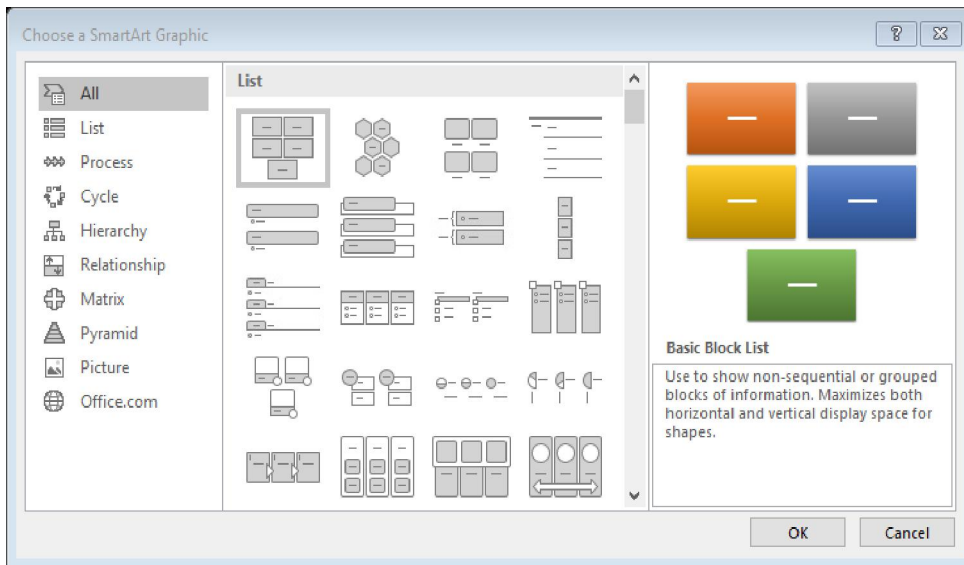 Choose a SmartArt Graphic
All
List
Process
Cycle
Hierarchy
Relationship
Matrix
Pyramid
Picture
Office.com
List
Basic Block List
Use to show non-sequential or grouped
blocks of information. Maximizes both
horizontal and vertical display space for
shapes.
OK
Cancel